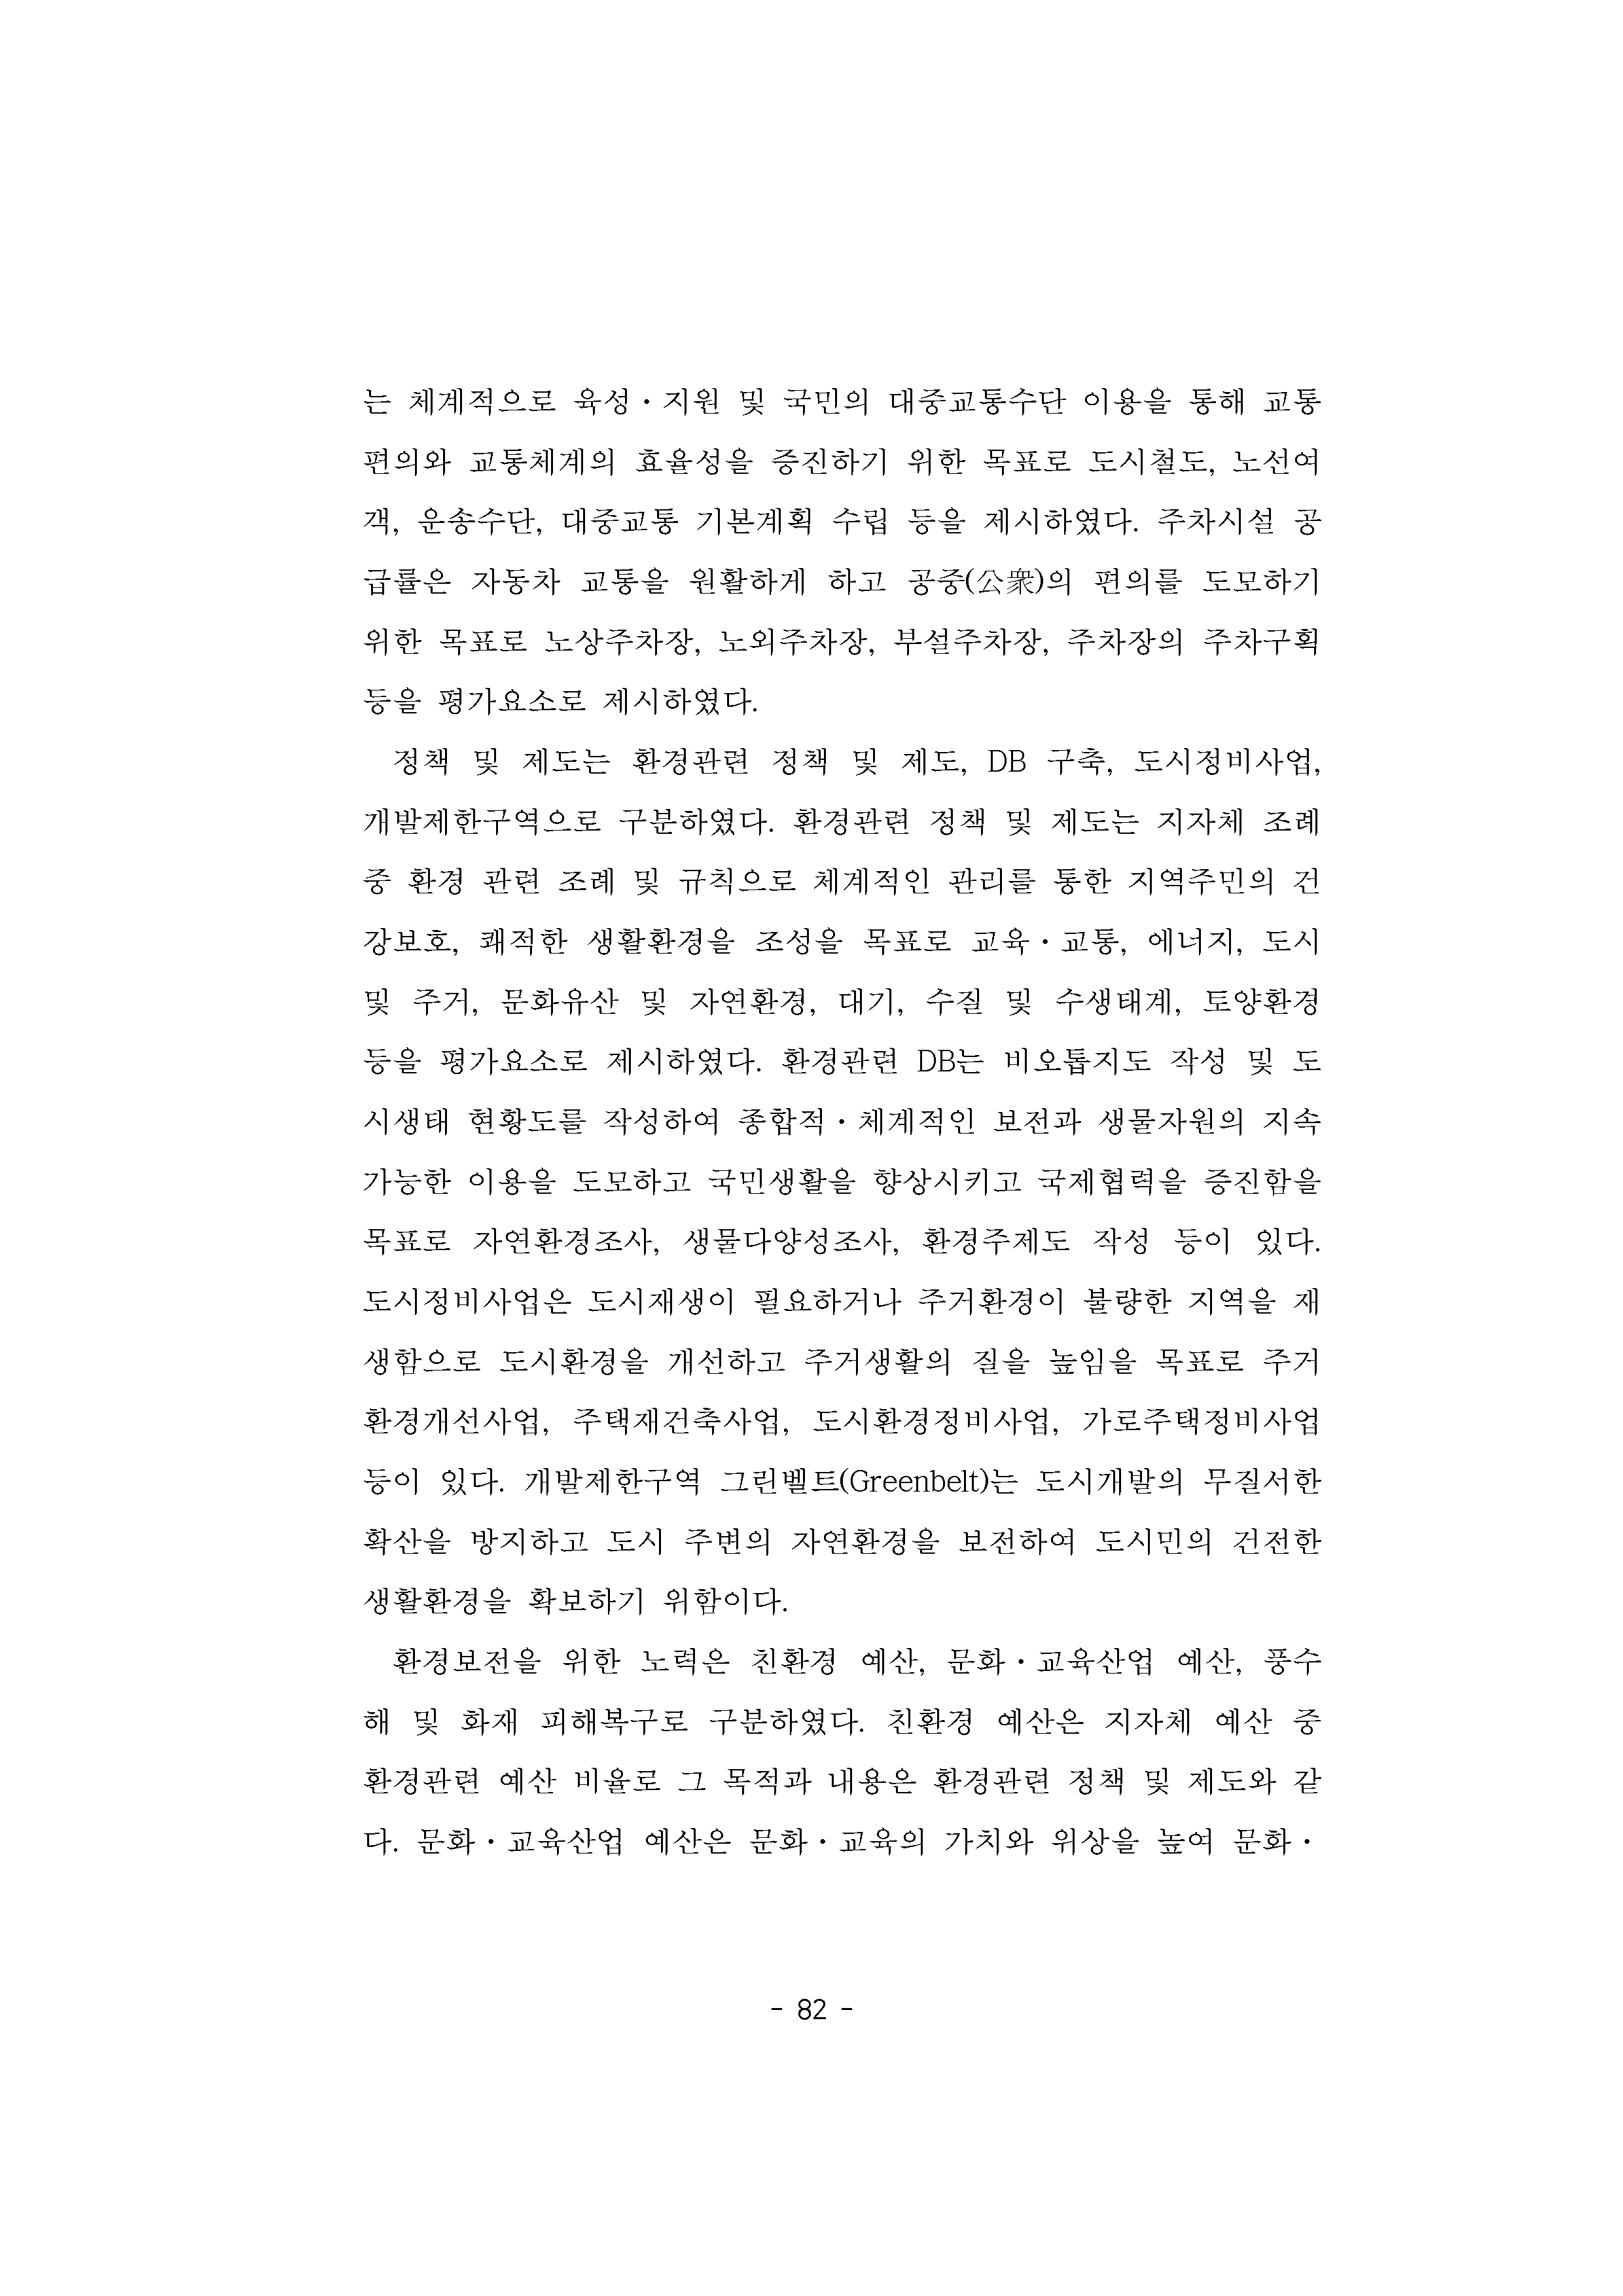 는 체계적으로 육성・지원 및 국민의 대중교통수단 이용을 통해 교통
편의와 교통체계의 효율성을 증진하기 위한 목표로 도시철도, 노선여
객, 운송수단, 대중교통 기본계획 수립 등을 제시하였다. 주차시설 공
급률은 자동차 교통을 원활하게 하고 공중(公衆)의 편의를 도모하기
위한 목표로 노상주차장, 노외주차장, 부설주차장, 주차장의 주차구획
등을 평가요소로 제시하였다.
정책 및 제도는 환경관련 정책 및 제도, DB 구축, 도시정비사업,
개발제한구역으로 구분하였다. 환경관련 정책 및 제도는 지자체 조례
중 환경 관련 조례 및 규칙으로 체계적인 관리를 통한 지역주민의 건
강보호, 쾌적한 생활환경을 조성을 목표로 교육・교통, 에너지, 도시
및 주거, 문화유산 및 자연환경, 대기, 수질 및 수생태계, 토양환경
등을 평가요소로 제시하였다. 환경관련 DB는 비오톱지도 작성 및 도
시생태 현황도를 작성하여 종합적・체계적인 보전과 생물자원의 지속
가능한 이용을 도모하고 국민생활을 향상시키고 국제협력을 증진함을
목표로 자연환경조사, 생물다양성조사, 환경주제도 작성 등이 있다.
도시정비사업은 도시재생이 필요하거나 주거환경이 불량한 지역을 재
생함으로 도시환경을 개선하고 주거생활의 질을 높임을 목표로 주거
환경개선사업, 주택재건축사업, 도시환경정비사업, 가로주택정비사업
등이 있다. 개발제한구역 그린벨트(Greenbelt)는 도시개발의 무질서한
확산을 방지하고 도시 주변의 자연환경을 보전하여 도시민의 건전한
생활환경을 확보하기 위함이다.
환경보전을 위한 노력은 친환경 예산, 문화・교육산업 예산, 풍수
해 및 화재 피해복구로 구분하였다. 친환경 예산은 지자체 예산 중
환경관련 예산 비율로 그 목적과 내용은 환경관련 정책 및 제도와 같
다. 문화・교육산업 예산은 문화・교육의 가치와 위상을 높여 문화・
- 82 -